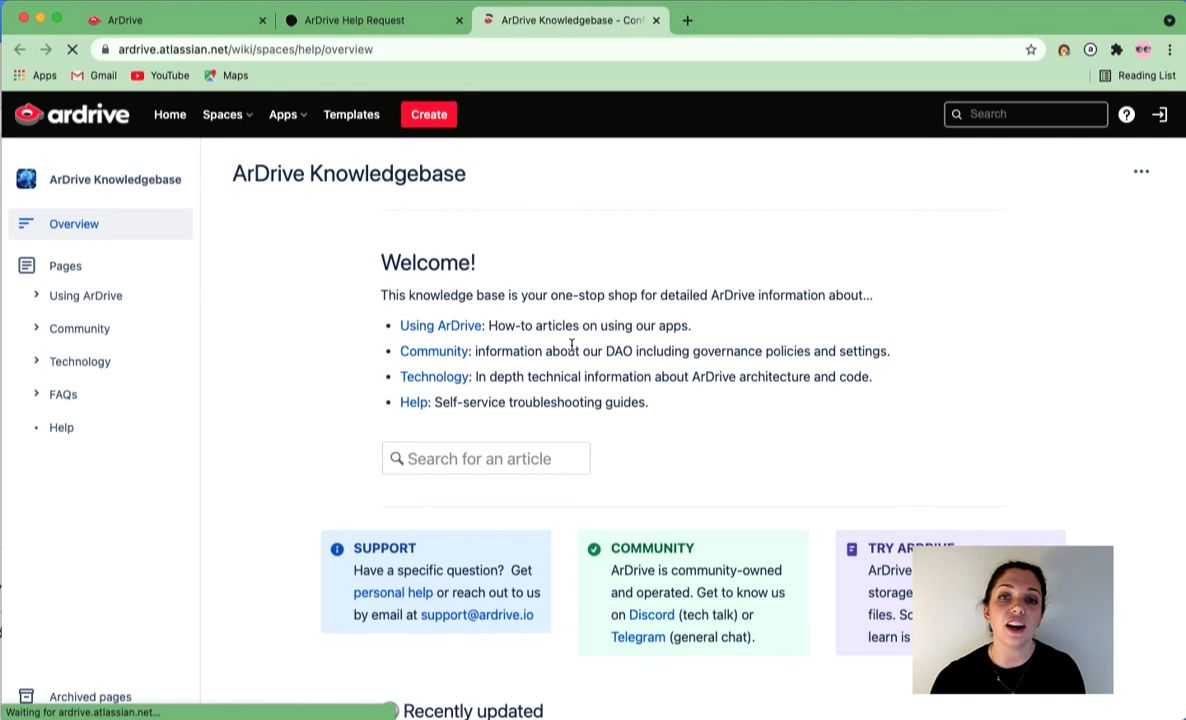 ArDrive
ArDrive Help Request
ArDrive Knowledgebase - Con
ardrive.atlassian.net/wiki/spaces/help/overview
Apps
Gmail
YouTube
Maps
Reading List
ardrive
Home
Spaces
Apps
Templates
Create
Search
ArDrive Knowledgebase
Overview
Pages
Using ArDrive
Community
Technology
FAQs
Help
Archived pages
ArDrive Knowledgebase
Welcome!
This knowledge base is your one-stop shop for detailed ArDrive information about...
• Using ArDrive: How-to articles on using our apps.
• Community: information about our DAO including governance policies and settings.
• Technology: In depth technical information about ArDrive architecture and code.
• Help: Self-service troubleshooting guides.
Search for an article
SUPPORT
Have a specific question? Get
personal help or reach out to us
by email at support@ardrive.io
COMMUNITY
ArDrive is community-owned
and operated. Get to know us
on Discord (tech talk) or
Telegram (general chat).
TRY ARDRIVE
ArDrive
storage
files. So
learn is
Recently updated
Waiting for ardrive.atlassian.net...